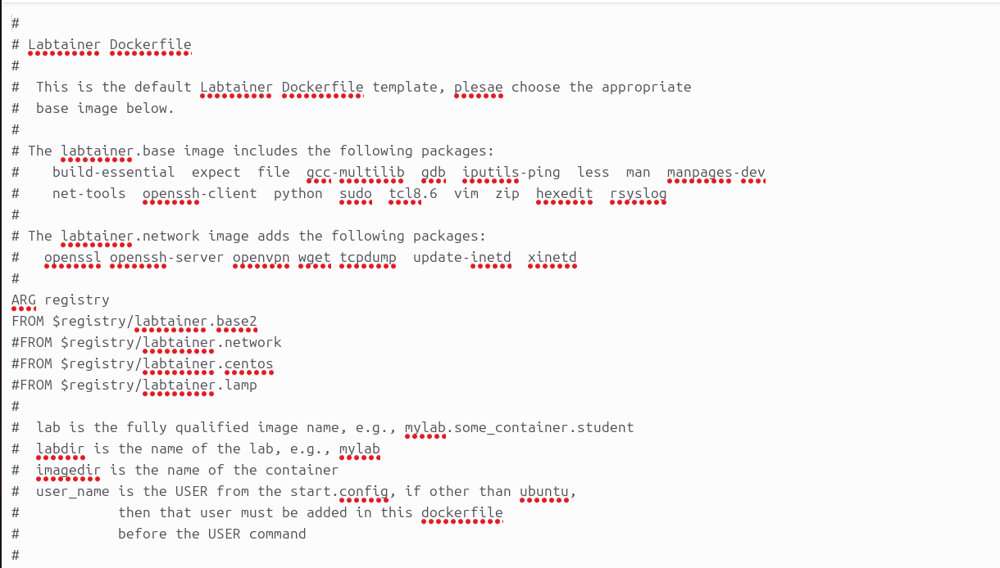 #
# Labtainer Dockerfile
#
#  This is the default Labtainer Dockerfile template, plesae choose the appropriate
#  base image below.
#
# The labtainer.base image includes the following packages:
#    build-essential  expect  file  gcc-multilib  gdb  iputils-ping  less  man  manpages-dev
#    net-tools  openssh-client  python  sudo  tcl8.6  vim  zip  hexedit  rsyslog
#
# The labtainer.network image adds the following packages:
#   openssl openssh-server openvpn wget tcpdump  update-inetd  xinetd
#
ARG registry
FROM $registry/labtainer.base2
#FROM $registry/labtainer.network
#FROM $registry/labtainer.centos
#FROM $registry/labtainer.lamp
#
#  lab is the fully qualified image name, e.g., mylab.some_container.student
#  labdir is the name of the lab, e.g., mylab
#  imagedir is the name of the container
#  user_name is the USER from the start.config, if other than ubuntu,
#            then that user must be added in this dockerfile
#            before the USER command
#